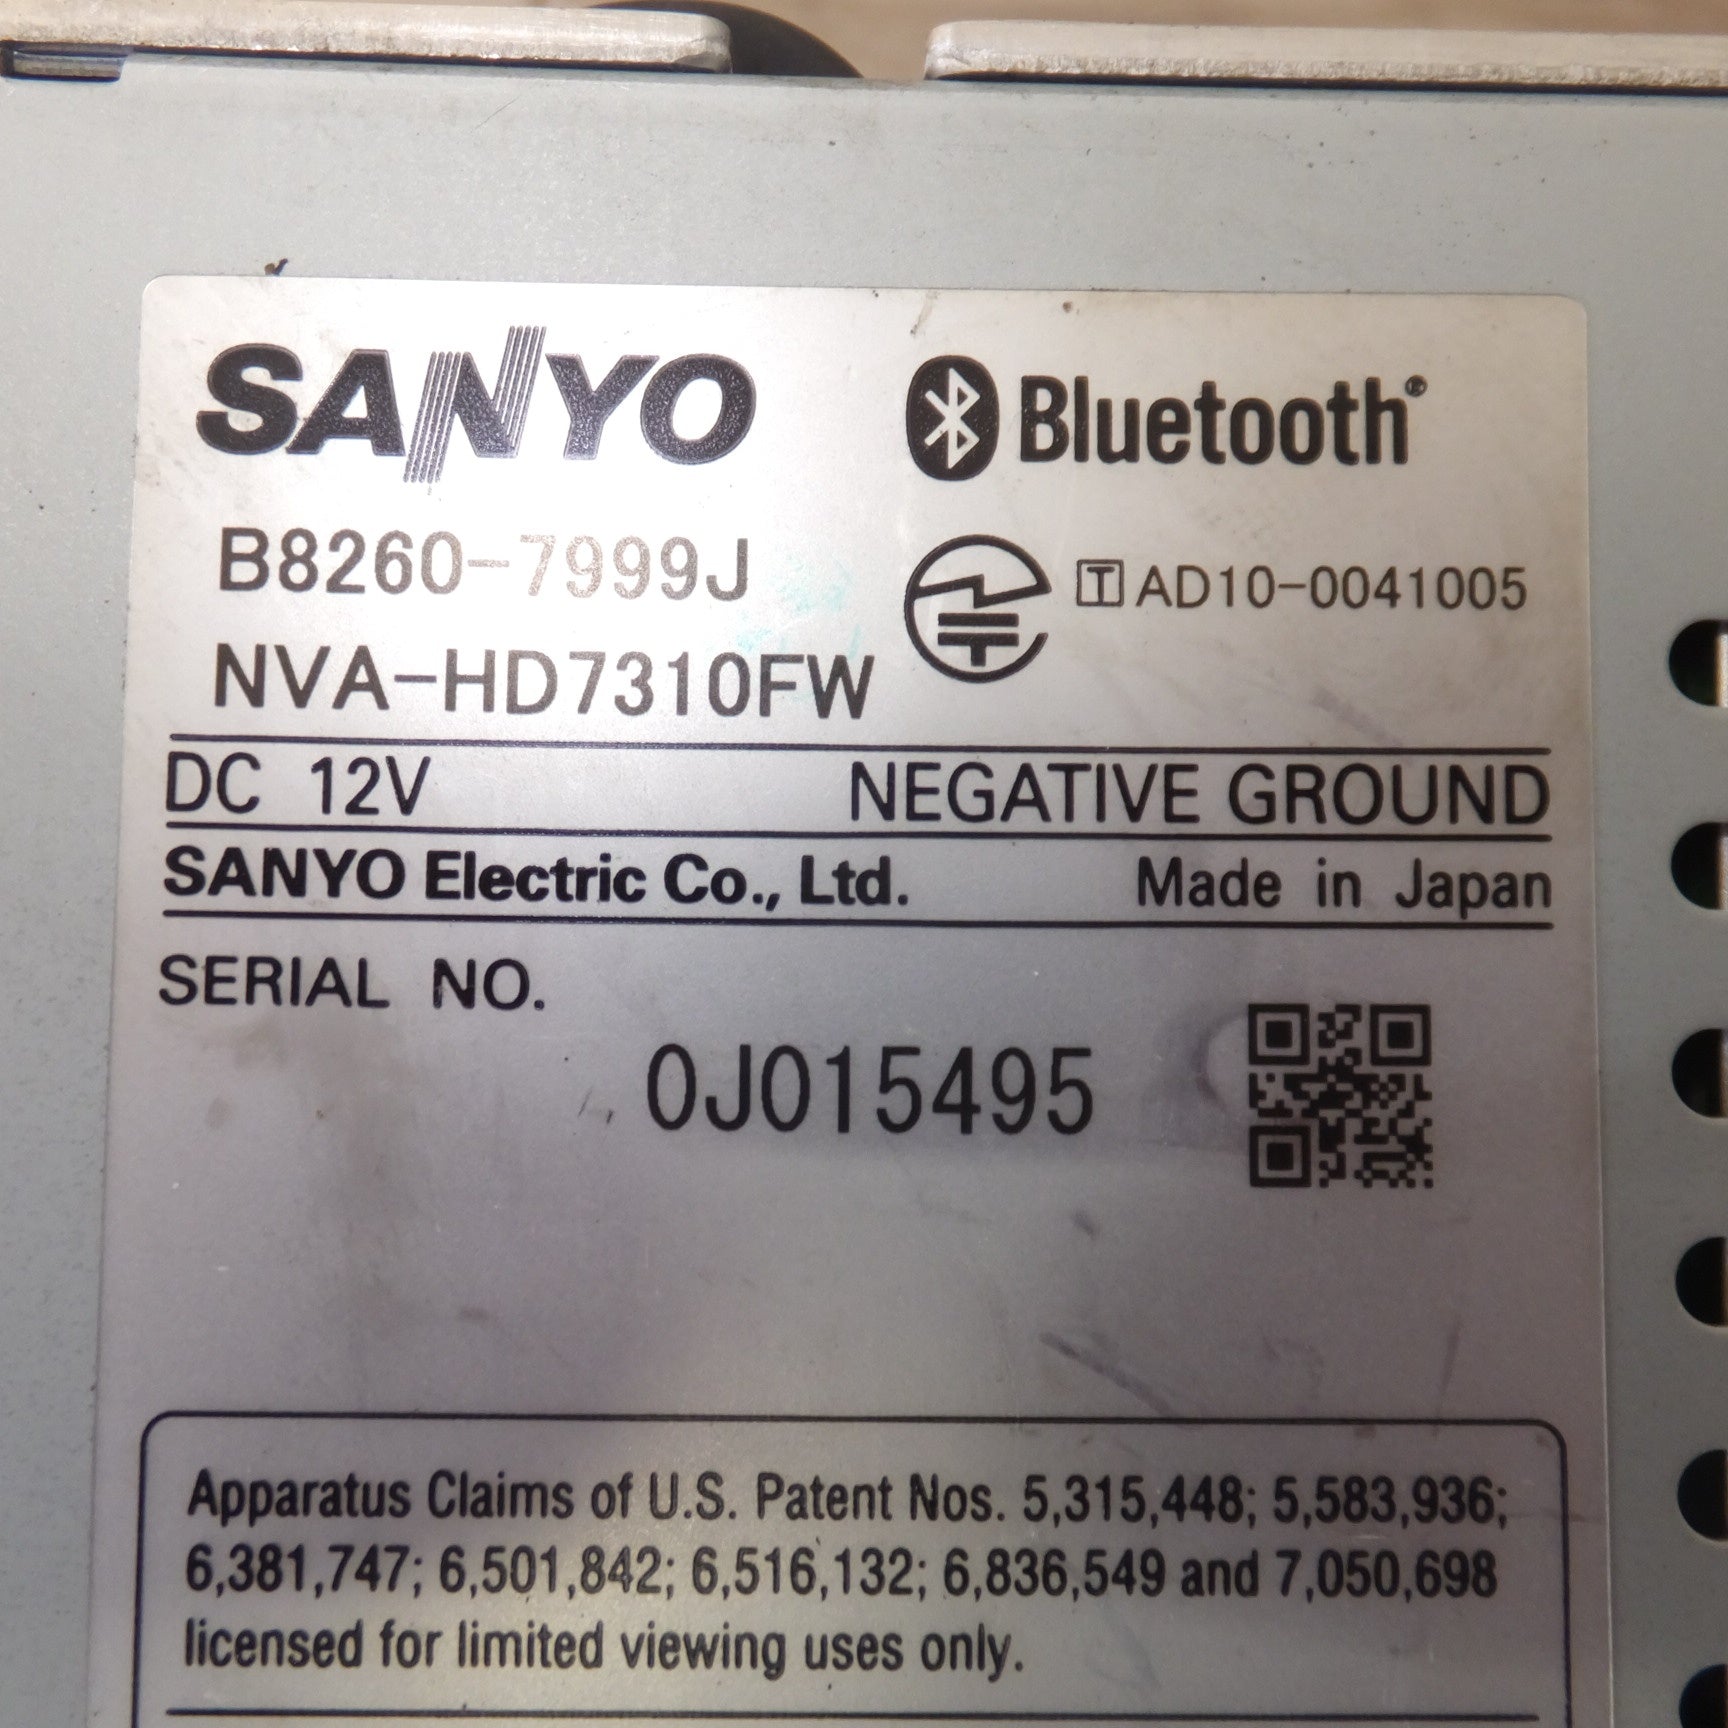 SANYO
Bluetooth®
B8260-7999J
T AD10-0041005
NVA-HD7310FW
DC 12V NEGATIVE GROUND
SANYO Electric Co., Ltd. Made in Japan
SERIAL NO.
0J015495
Apparatus Claims of U.S. Patent Nos. 5,315,448; 5,583,936;
6,381,747; 6,501,842; 6,516,132; 6,836,549 and 7,050,698
licensed for limited viewing uses only.